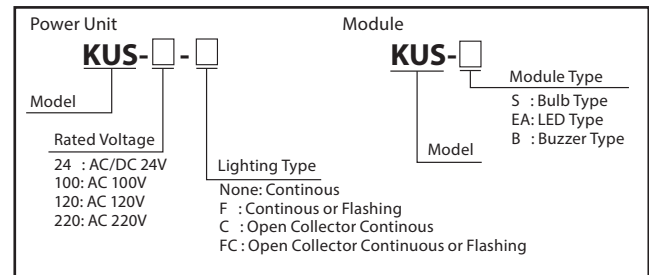 Power Unit
KUS-□ - □
Model
Rated Voltage
24 : AC/DC 24V
100: AC 100V
120: AC 120V
220: AC 220V
Lighting Type
None: Continous
F : Continous or Flashing
C : Open Collector Continous
FC : Open Collector Continuous or Flashing
Module
KUS-□
Module Type
S : Bulb Type
EA: LED Type
B : Buzzer Type
Model